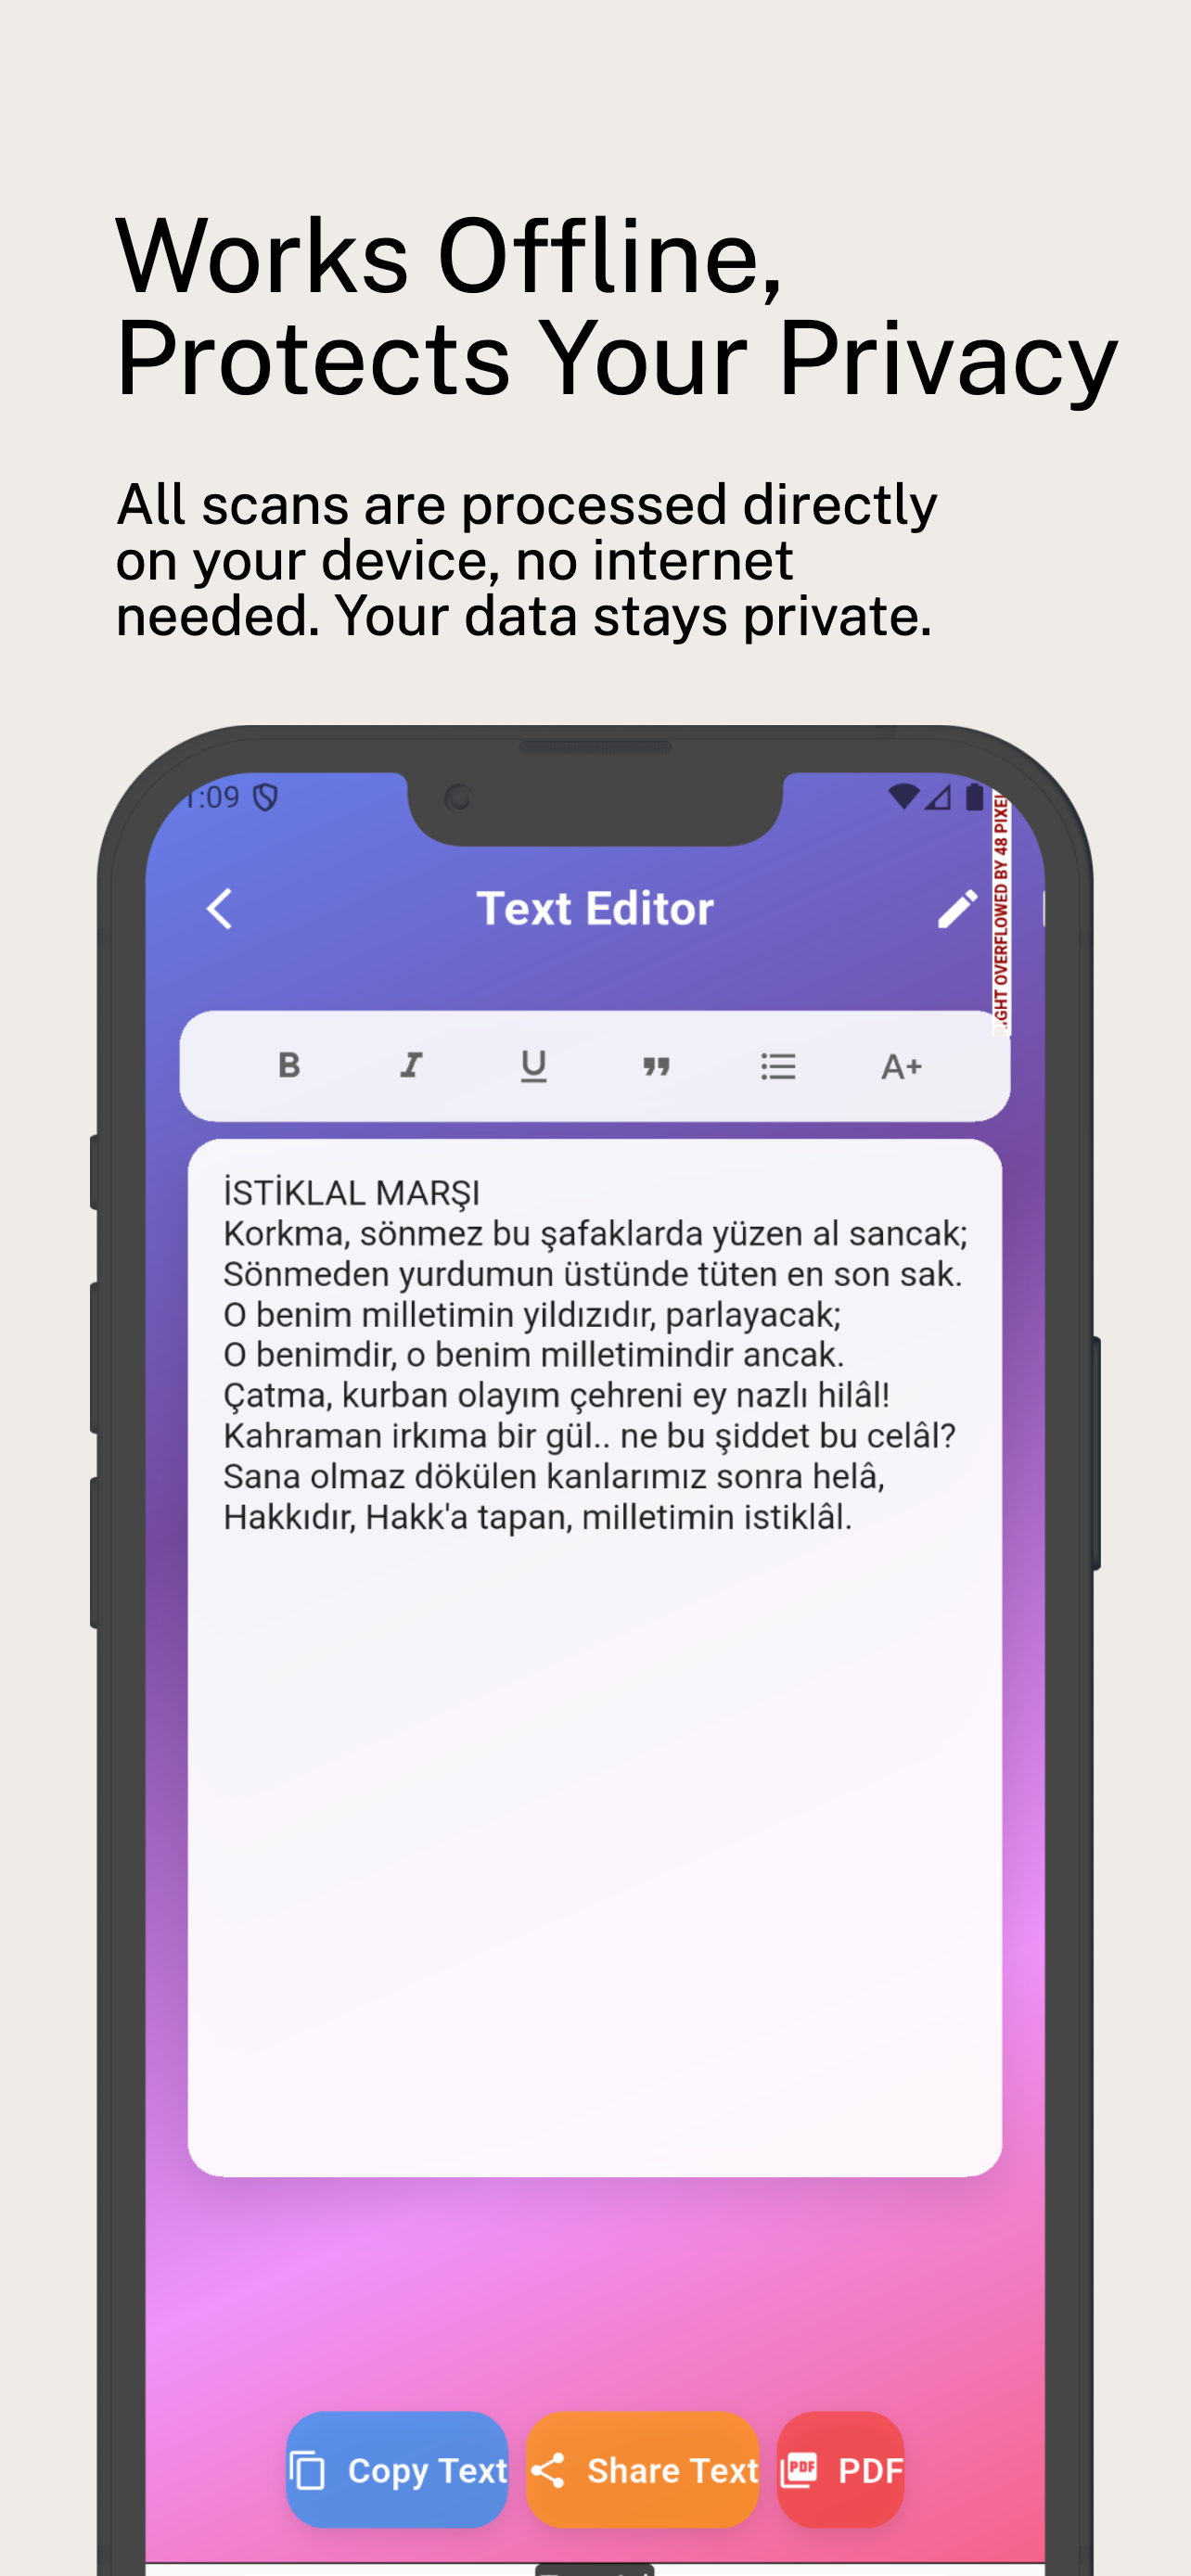 Works Offline,
Protects Your Privacy
All scans are processed directly
on your device, no internet
needed. Your data stays private.
1:09
RIGHT OVERFLOWED BY 48 PIXEL
Text Editor
B I U A+
İSTİKLAL MARŞI
Korkma, sönmez bu şafaklarda yüzen al sancak;
Sönmeden yurdumun üstünde tüten en son sak.
O benim milletimin yildızıdır, parlayacak;
O benimdir, o benim milletimindir ancak.
Çatma, kurban olayım çehreni ey nazlı hilâl!
Kahraman irkıma bir gül.. ne bu şiddet bu celâl?
Sana olmaz dökülen kanlarımız sonra helâ,
Hakkıdır, Hakk'a tapan, milletimin istiklâl.
Copy Text
Share Text
PDF PDF